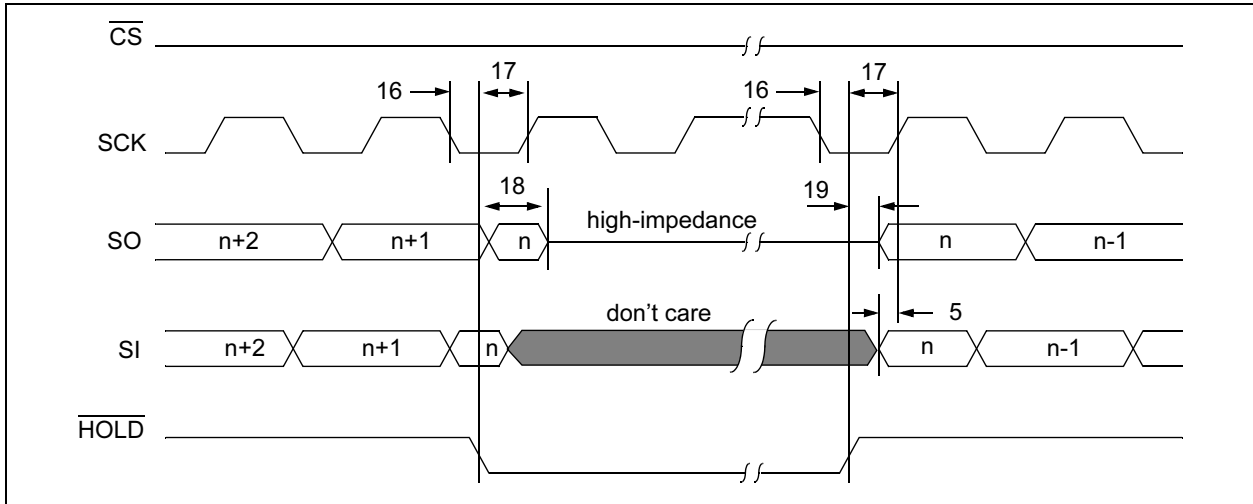 CS
17
17
16
16
SCK
18
19
high-impedance
SO
n+2
n+1
n
n
n-1
don't care
5
SI
n+2
n+1
n
n
n-1
HOLD